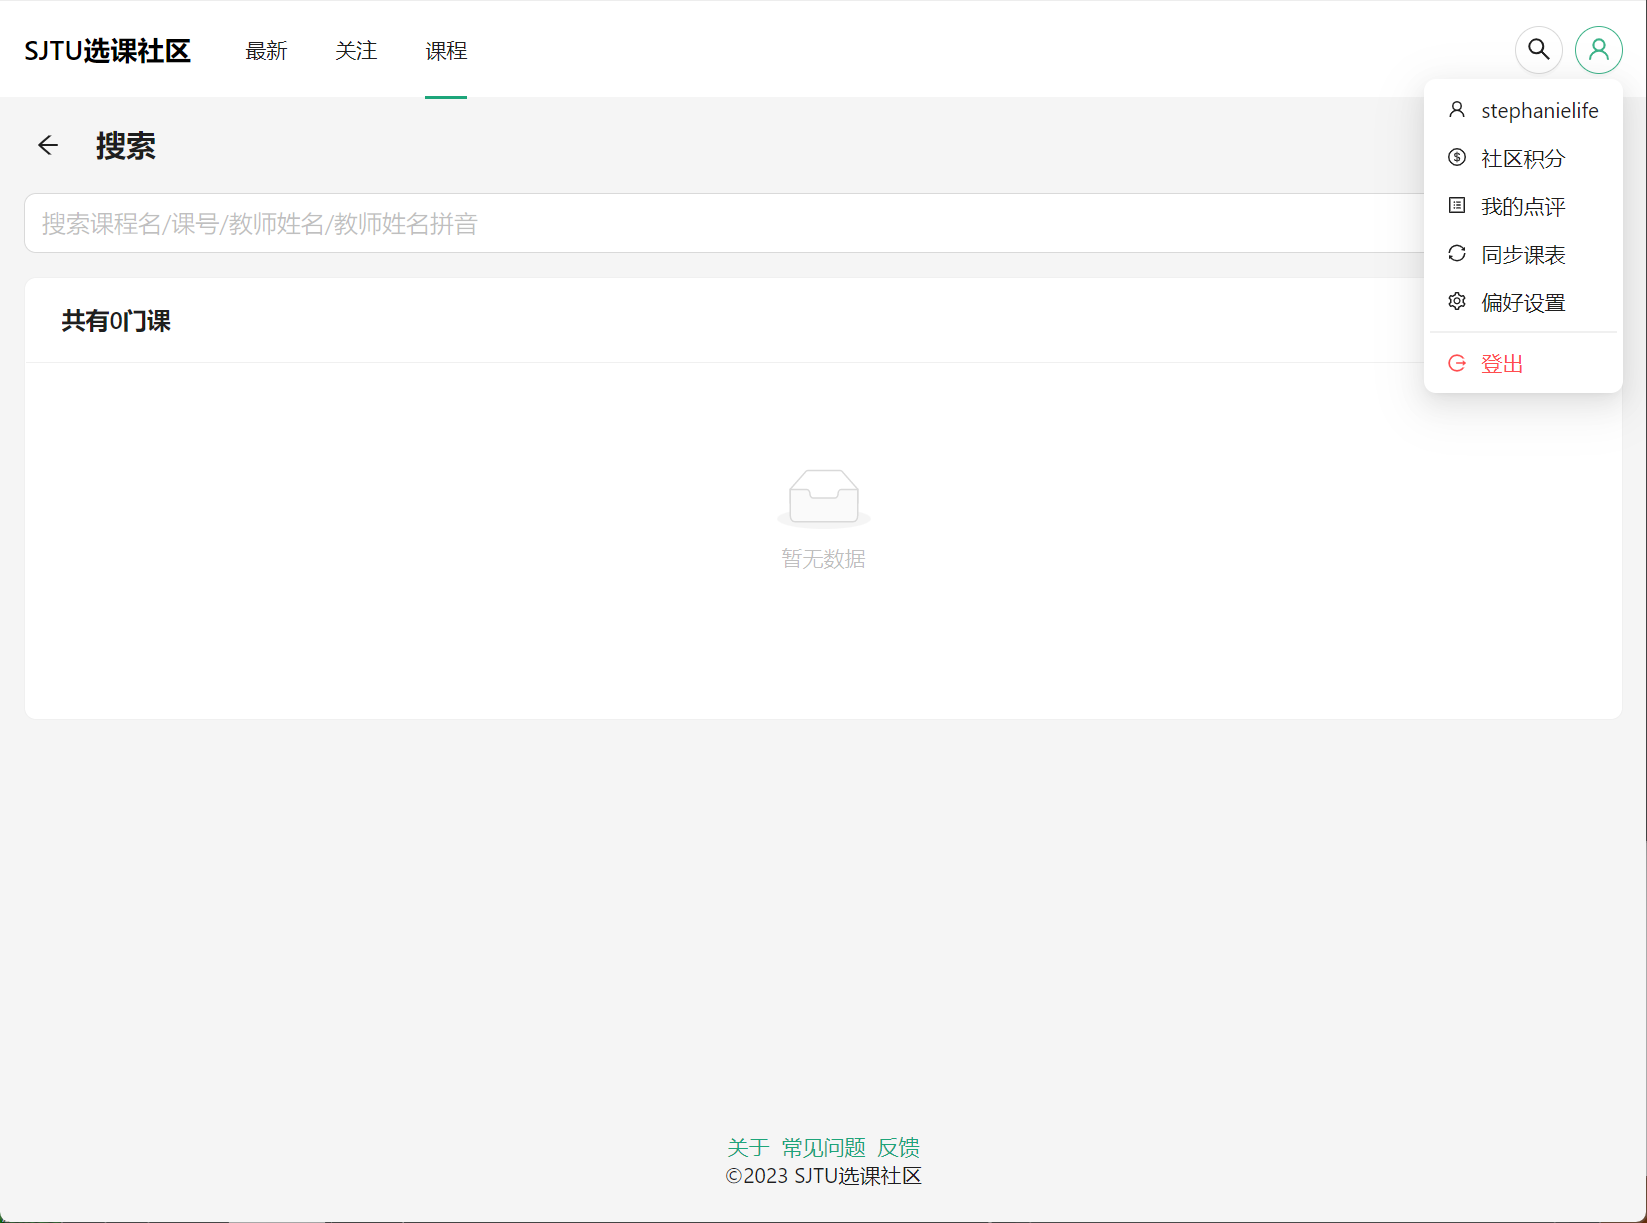 SJTU选课社区 最新 关注 课程
stephanielife
社区积分
我的点评
同步课表
偏好设置
登出
搜索
搜索课程名/课号/教师姓名/教师姓名拼音
共有0门课
暂无数据
关于 常见问题 反馈
©2023 SJTU选课社区